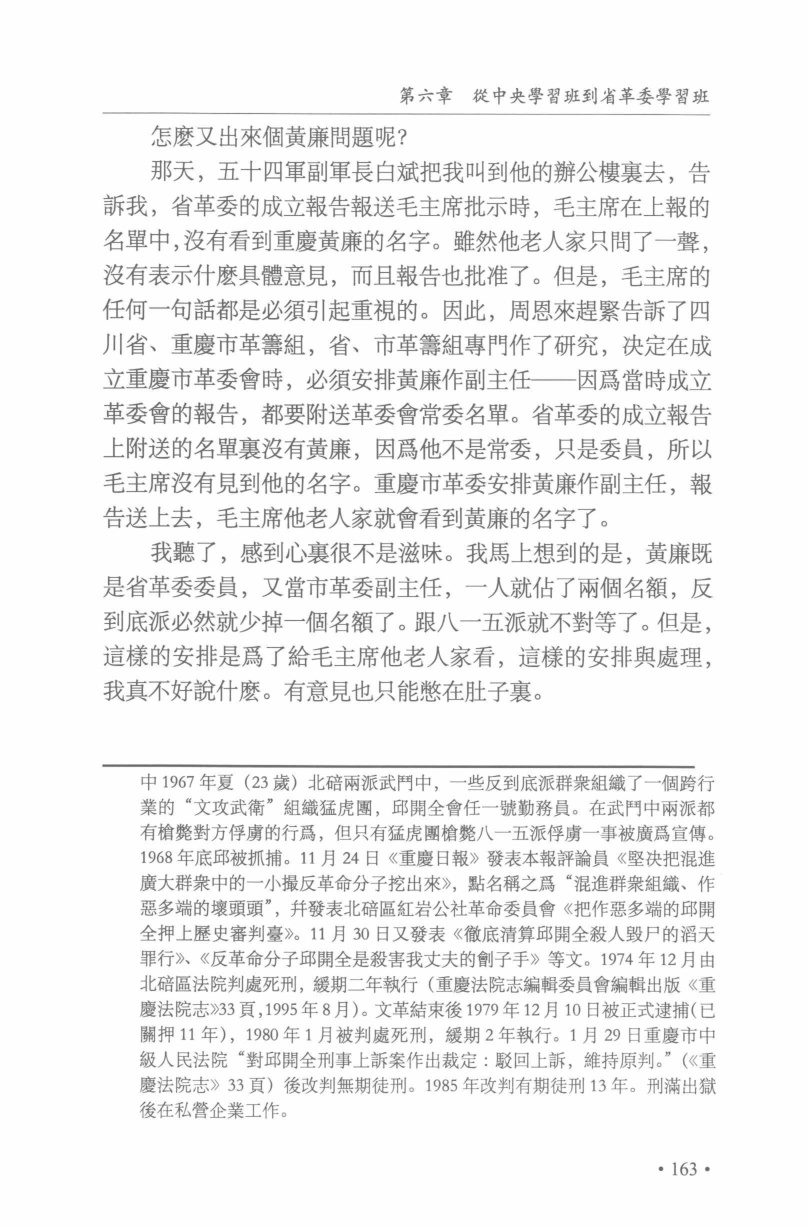 第六章　從中央學習班到省革委學習班
怎麽又出來個黃廉問題呢?
那天，五十四軍副軍長白斌把我叫到他的辦公樓裏去，告
訴我，省革委的成立報告報送毛主席批示時，毛主席在上報的
名單中，沒有看到重慶黃廉的名字。雖然他老人家只問了一聲，
沒有表示什麽具體意見，而且報告也批准了。但是，毛主席的
任何一句話都是必須引起重視的。因此，周恩來趕緊告訴了四
川省、重慶市革籌組，省、市革籌組專門作了研究，决定在成
立重慶市革委會時，必須安排黃廉作副主任——因爲當時成立
革委會的報告，都要附送革委會常委名單。省革委的成立報告
上附送的名單裏沒有黃廉，因爲他不是常委，只是委員，所以
毛主席沒有見到他的名字。重慶市革委安排黃廉作副主任，報
告送上去，毛主席他老人家就會看到黃廉的名字了。
我聽了，感到心裏很不是滋味。我馬上想到的是，黃廉既
是省革委委員，又當市革委副主任，一人就佔了兩個名額，反
到底派必然就少掉一個名額了。跟八一五派就不對等了。但是，
這樣的安排是爲了給毛主席他老人家看，這樣的安排與處理，
我真不好說什麽。有意見也只能憋在肚子裏。
中 1967 年夏（23 歲）北碚兩派武鬥中，一些反到底派群衆組織了一個跨行
業的“文攻武衛”組織猛虎團，邱開全會任一號勤務員。在武鬥中兩派都
有槍斃對方俘虜的行爲，但只有猛虎團槍斃八一五派俘虜一事被廣爲宣傳。
1968 年底邱被抓捕。11 月 24 日《重慶日報》發表本報評論員《堅决把混進
廣大群衆中的一小撮反革命分子挖出來》，點名稱之爲“混進群衆組織、作
惡多端的壞頭頭”，幷發表北碚區紅岩公社革命委員會《把作惡多端的邱開
全押上歷史審判臺》。11 月 30 日又發表《徹底清算邱開全殺人毀尸的滔天
罪行》、《反革命分子邱開全是殺害我丈夫的劊子手》等文。1974 年 12 月由
北碚區法院判處死刑，緩期二年執行（重慶法院志編輯委員會編輯出版《重
慶法院志》33 頁,1995 年 8 月）。文革結束後 1979 年 12 月 10 日被正式逮捕(已
關押 11 年），1980 年 1 月被判處死刑，緩期 2 年執行。1 月 29 日重慶市中
級人民法院“對邱開全刑事上訴案作出裁定：駁回上訴，維持原判。”（《重
慶法院志》33 頁）後改判無期徒刑。1985 年改判有期徒刑 13 年。刑滿出獄
後在私營企業工作。
• 163 •